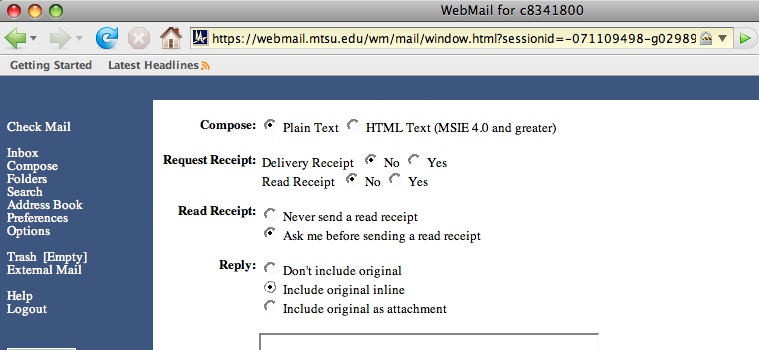 WebMail for c8341800
https://webmail.mtsu.edu/wm/mail/window.html?sessionid=-071109498-g02989
Getting Started Latest Headlines
Check Mail
Inbox
Compose
Folders
Search
Address Book
Preferences
Options
Trash [Empty]
External Mail
Help
Logout
Compose: Plain Text HTML Text (MSIE 4.0 and greater)
Request Receipt: Delivery Receipt No Yes
Read Receipt No Yes
Read Receipt: Never send a read receipt
Ask me before sending a read receipt
Reply: Don't include original
Include original inline
Include original as attachment